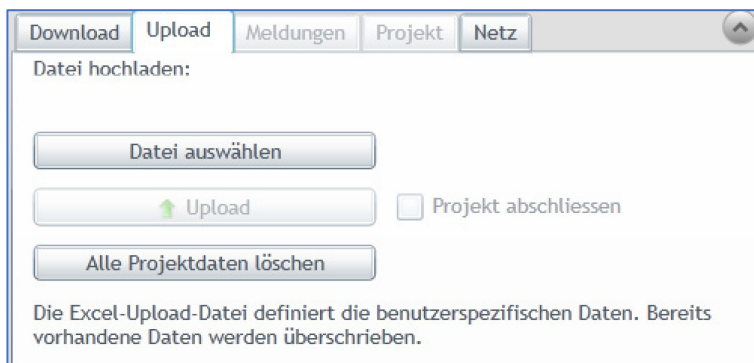 Download Upload Meldungen Projekt Netz
Datei hochladen:
Datei auswählen
Upload Projekt abschliessen
Alle Projektdaten löschen
Die Excel-Upload-Datei definiert die benutzerspezifischen Daten. Bereits
vorhandene Daten werden überschrieben.